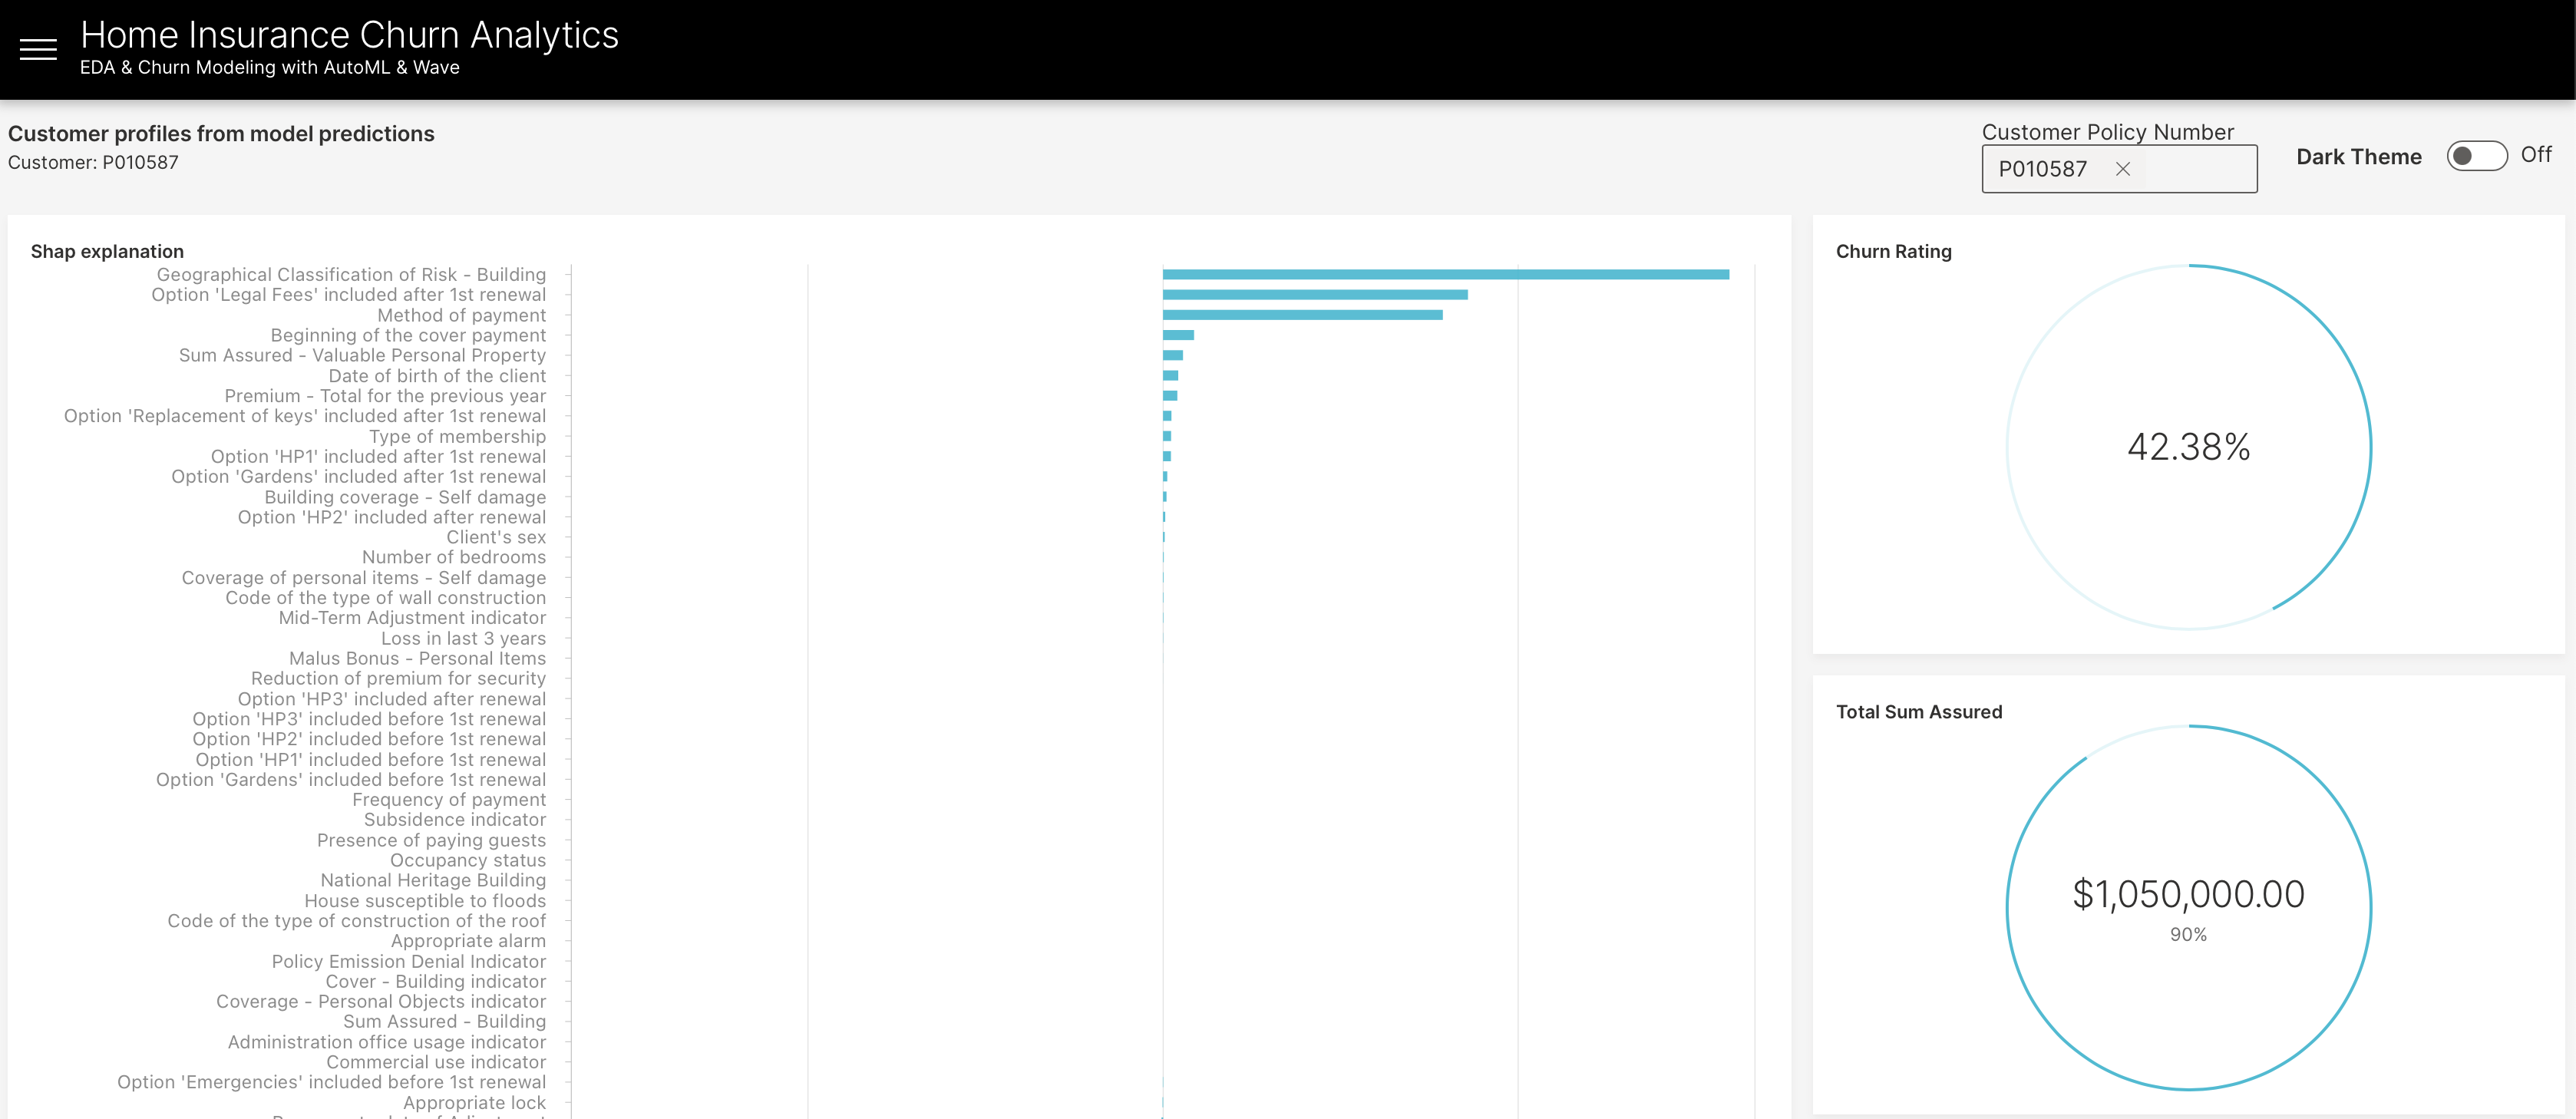 Home Insurance Churn Analytics
EDA & Churn Modeling with AutoML & Wave
Customer profiles from model predictions
Customer: P010587
Customer Policy Number
P010587
Dark Theme
Off
Shap explanation
Geographical Classification of Risk - Building
Option 'Legal Fees' included after 1st renewal
Method of payment
Beginning of the cover payment
Sum Assured - Valuable Personal Property
Date of birth of the client
Premium - Total for the previous year
Option 'Replacement of keys' included after 1st renewal
Type of membership
Option 'HP1' included after 1st renewal
Option 'Gardens' included after 1st renewal
Building coverage - Self damage
Option 'HP2' included after renewal
Client's sex
Number of bedrooms
Coverage of personal items - Self damage
Code of the type of wall construction
Mid-Term Adjustment indicator
Loss in last 3 years
Malus Bonus - Personal Items
Reduction of premium for security
Option 'HP3' included after renewal
Option 'HP3' included before 1st renewal
Option 'HP2' included before 1st renewal
Option 'HP1' included before 1st renewal
Option 'Gardens' included before 1st renewal
Frequency of payment
Subsidence indicator
Presence of paying guests
Occupancy status
National Heritage Building
House susceptible to floods
Code of the type of construction of the roof
Appropriate alarm
Policy Emission Denial Indicator
Cover - Building indicator
Coverage - Personal Objects indicator
Sum Assured - Building
Administration office usage indicator
Commercial use indicator
Option 'Emergencies' included before 1st renewal
Appropriate lock
Churn Rating
42.38%
Total Sum Assured
$1,050,000.00
90%